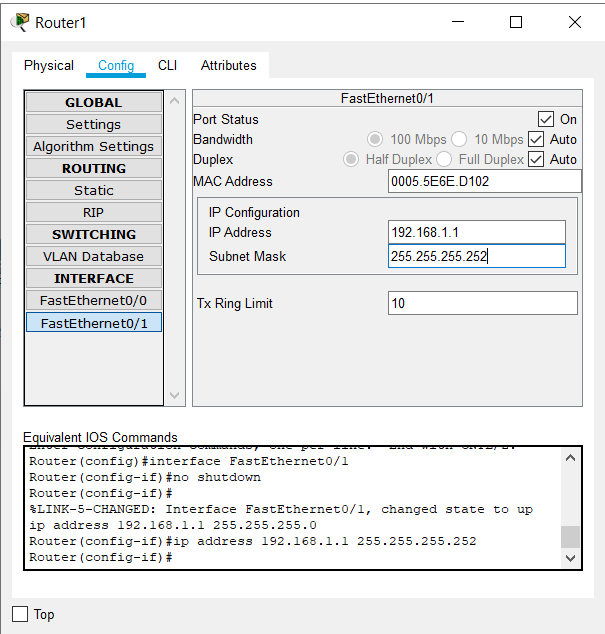 Router1
Physical Config CLI Attributes
GLOBAL
Settings
Algorithm Settings
ROUTING
Static
RIP
SWITCHING
VLAN Database
INTERFACE
FastEthernet0/0
FastEthernet0/1
FastEthernet0/1
Port Status On
Bandwidth 100 Mbps 10 Mbps Auto
Duplex Half Duplex Full Duplex Auto
MAC Address 0005.5E6E.D102
IP Configuration
IP Address 192.168.1.1
Subnet Mask 255.255.255.252
Tx Ring Limit 10
Equivalent IOS Commands
Router(config)#interface FastEthernet0/1
Router(config-if)#no shutdown
Router(config-if)#
%LINK-5-CHANGED: Interface FastEthernet0/1, changed state to up
ip address 192.168.1.1 255.255.255.0
Router(config-if)#ip address 192.168.1.1 255.255.255.252
Router(config-if)#
Top